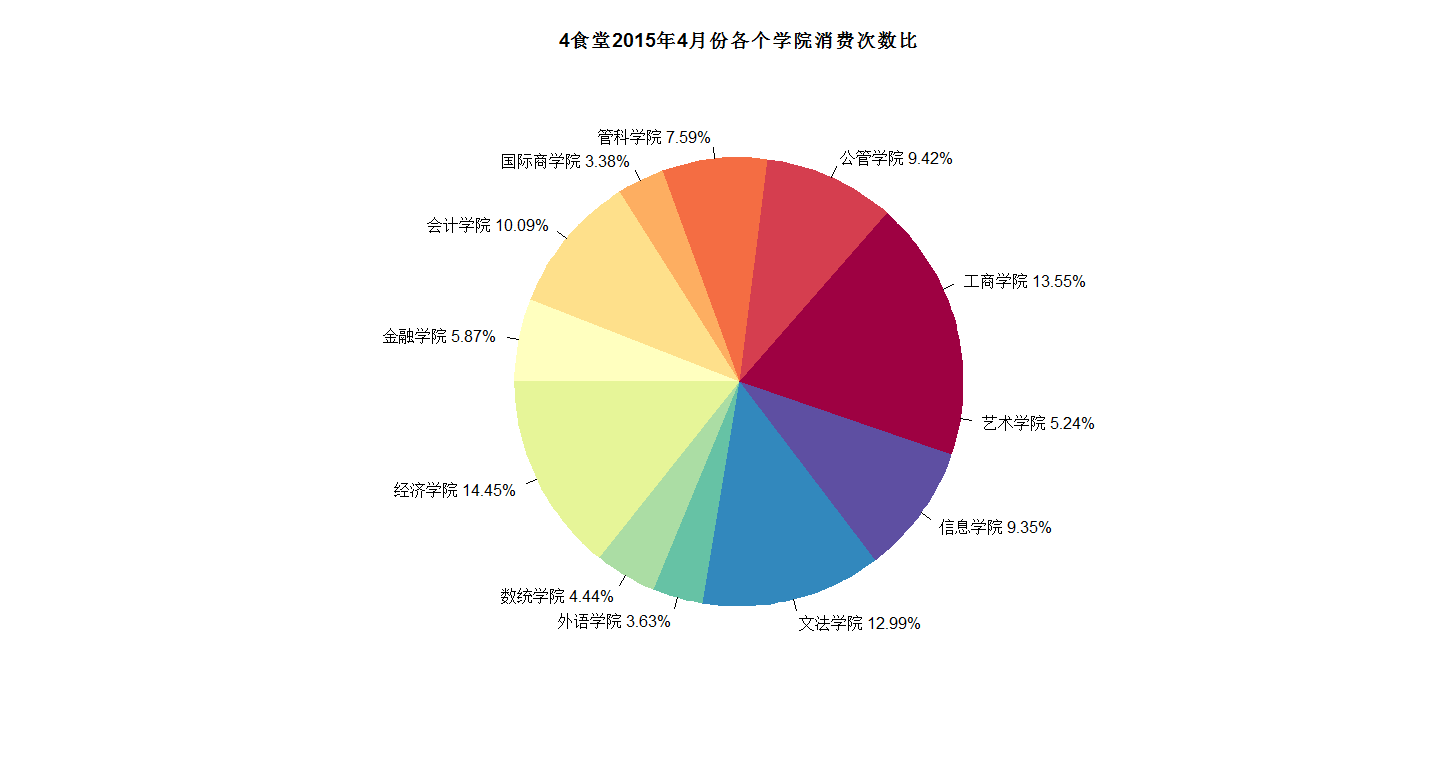 4食堂2015年4月份各个学院消费次数比
管科学院 7.59%
公管学院 9.42%
国际商学院 3.38%
会计学院 10.09%
工商学院 13.55%
金融学院 5.87%
艺术学院 5.24%
经济学院 14.45%
信息学院 9.35%
数统学院 4.44%
外语学院 3.63%
文法学院 12.99%